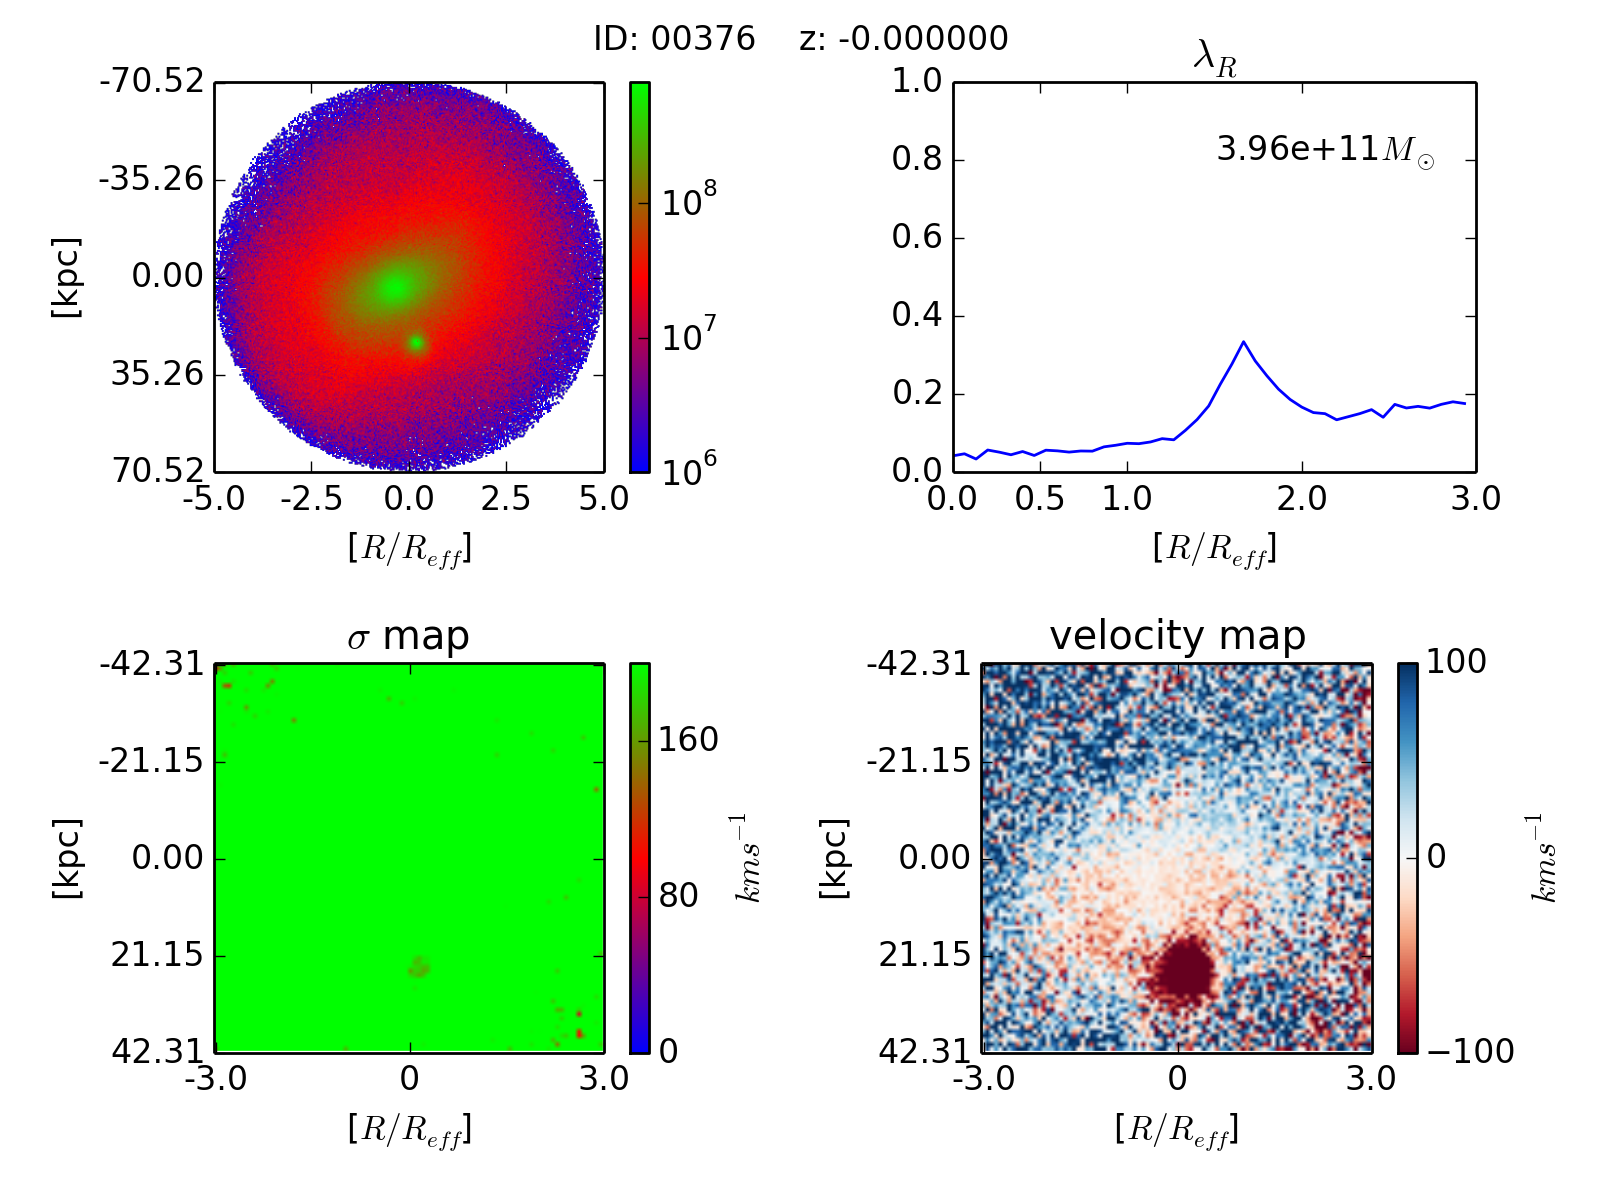 ID: 00376 z: -0.000000
-70.52
-35.26
0.00
35.26
70.52
[kpc]
-5.0 -2.5 0.0 2.5 5.0
[R/R_eff]
10^8
10^7
10^6
λ_R
1.0
0.8
0.6
0.4
0.2
0.0
3.96e+11M_⊙
0.0 0.5 1.0 2.0 3.0
[R/R_eff]
σ map
-42.31
-21.15
0.00
21.15
42.31
[kpc]
-3.0 0 3.0
[R/R_eff]
160
80
0
kms^−1
velocity map
-42.31
-21.15
0.00
21.15
42.31
[kpc]
-3.0 0 3.0
[R/R_eff]
100
0
−100
kms^−1